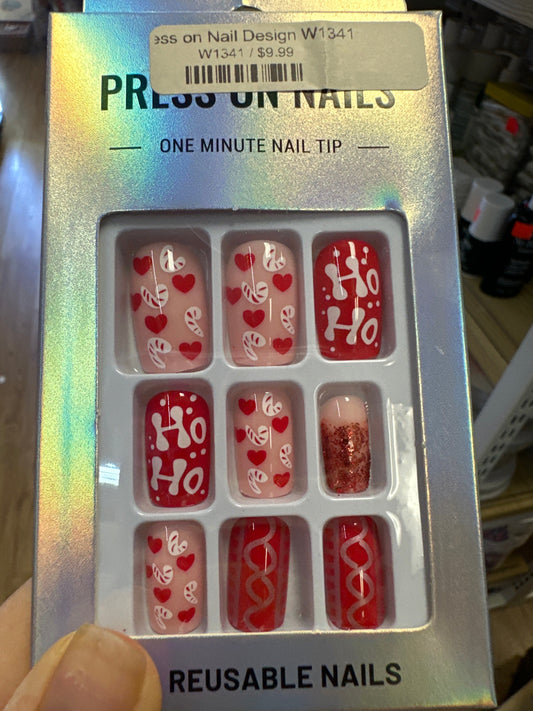 ess on Nail Design W1341
W1341 / $9.99
PRESS ON NAILS
ONE MINUTE NAIL TIP
HO
HO
HO
HO
REUSABLE NAILS